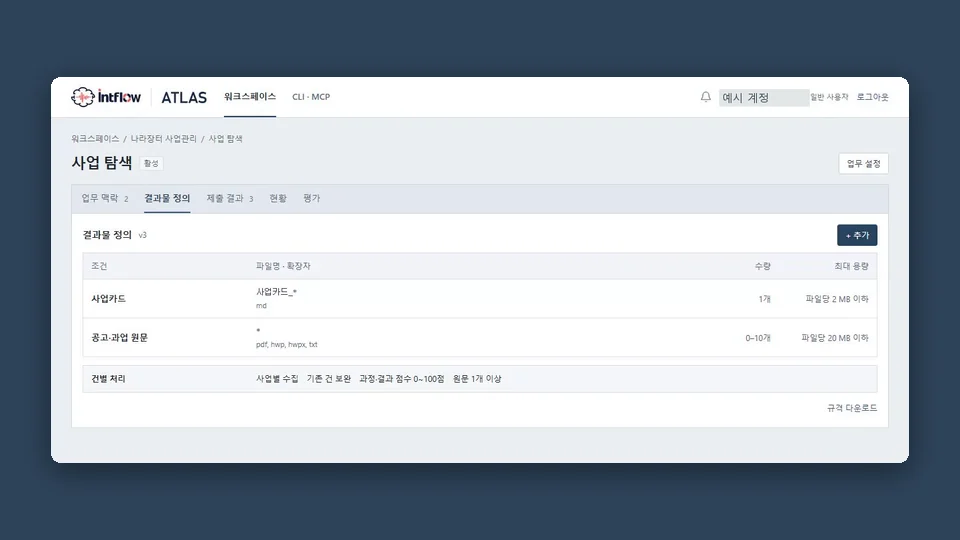 intflow ATLAS 워크스페이스 CLI · MCP 예시 계정 일반 사용자 로그아웃
워크스페이스 / 나라장터 사업관리 / 사업 탐색
사업 탐색 활성 업무 설정
업무 맥락 2 결과물 정의 제출 결과 3 현황 평가
결과물 정의 v3 + 추가
조건 파일명 · 확장자 수량 최대 용량
사업카드 사업카드_* 1개 파일당 2 MB 이하
md
공고·과업 원문 * 0~10개 파일당 20 MB 이하
pdf, hwp, hwpx, txt
건별 처리 사업별 수집 기존 건 보완 과정·결과 점수 0~100점 원문 1개 이상
규격 다운로드